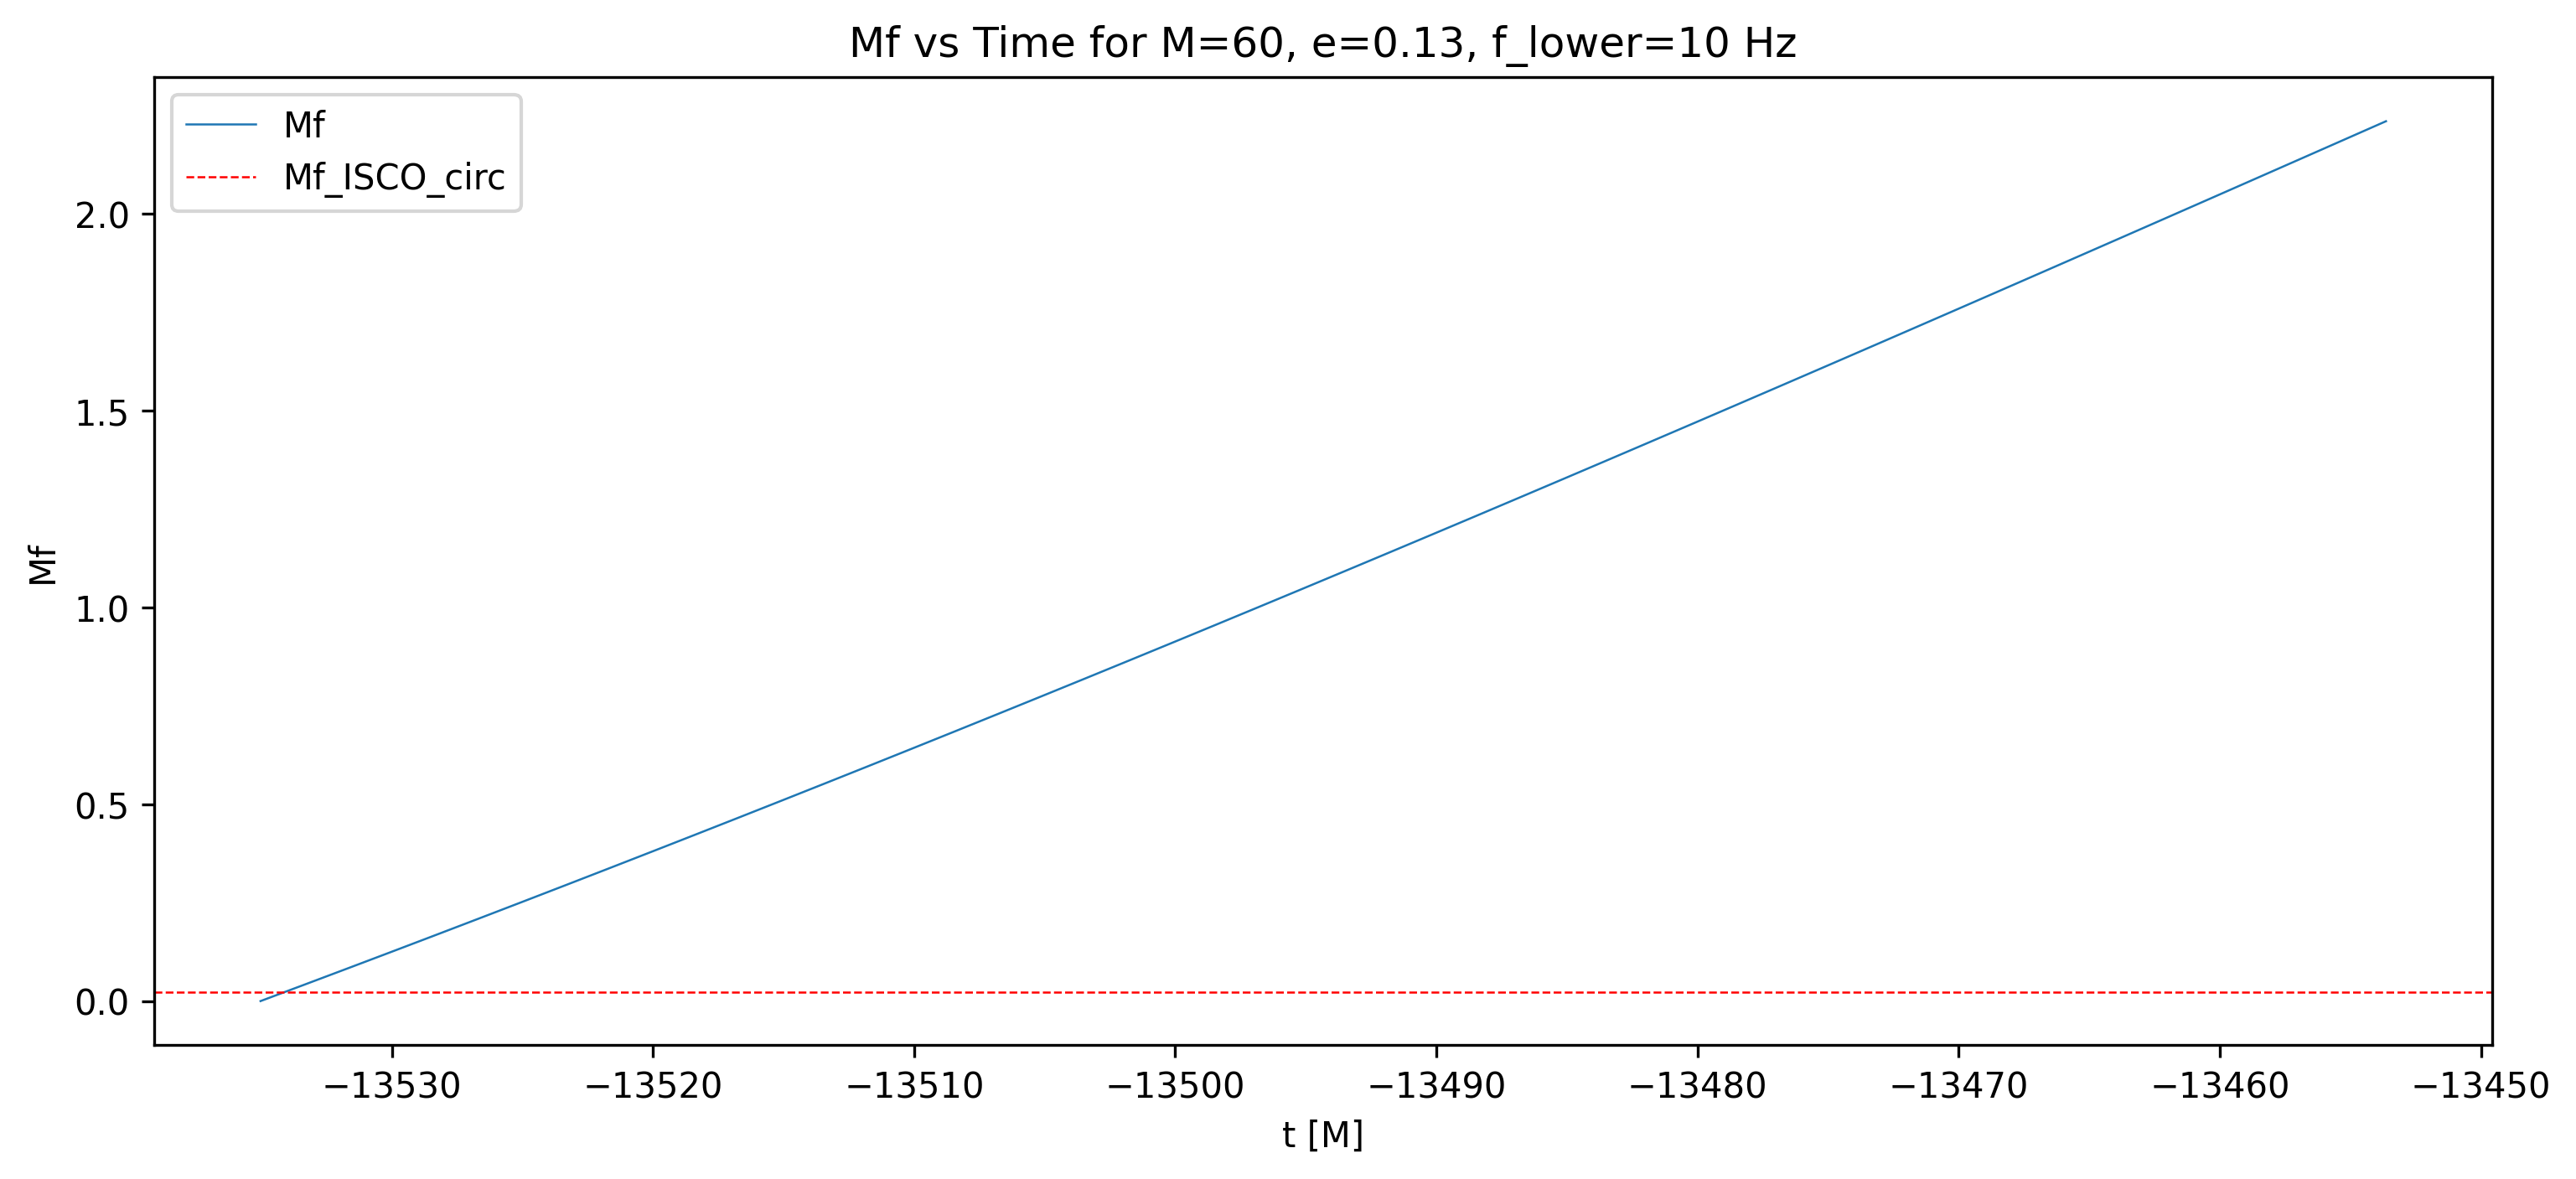 Mf vs Time for M=60, e=0.13, f_lower=10 Hz
Mf
Mf_ISCO_circ
2.0
1.5
1.0
0.5
0.0
Mf
−13530 −13520 −13510 −13500 −13490 −13480 −13470 −13460 −13450
t [M]